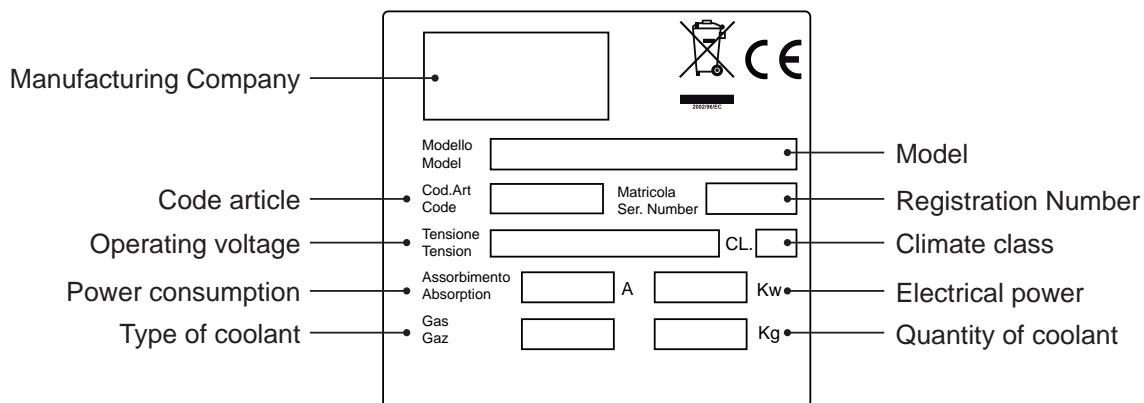 Manufacturing Company
CE
2002/96/EC
Modello
Model
Model
Code article
Cod.Art
Code
Matricola
Ser. Number
Registration Number
Operating voltage
Tensione
Tension
CL.
Climate class
Power consumption
Assorbimento
Absorption
A
Kw
Electrical power
Type of coolant
Gas
Gaz
Kg
Quantity of coolant